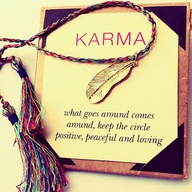 KARMA
what goes around comes
around, keep the circle
positive, peaceful and loving